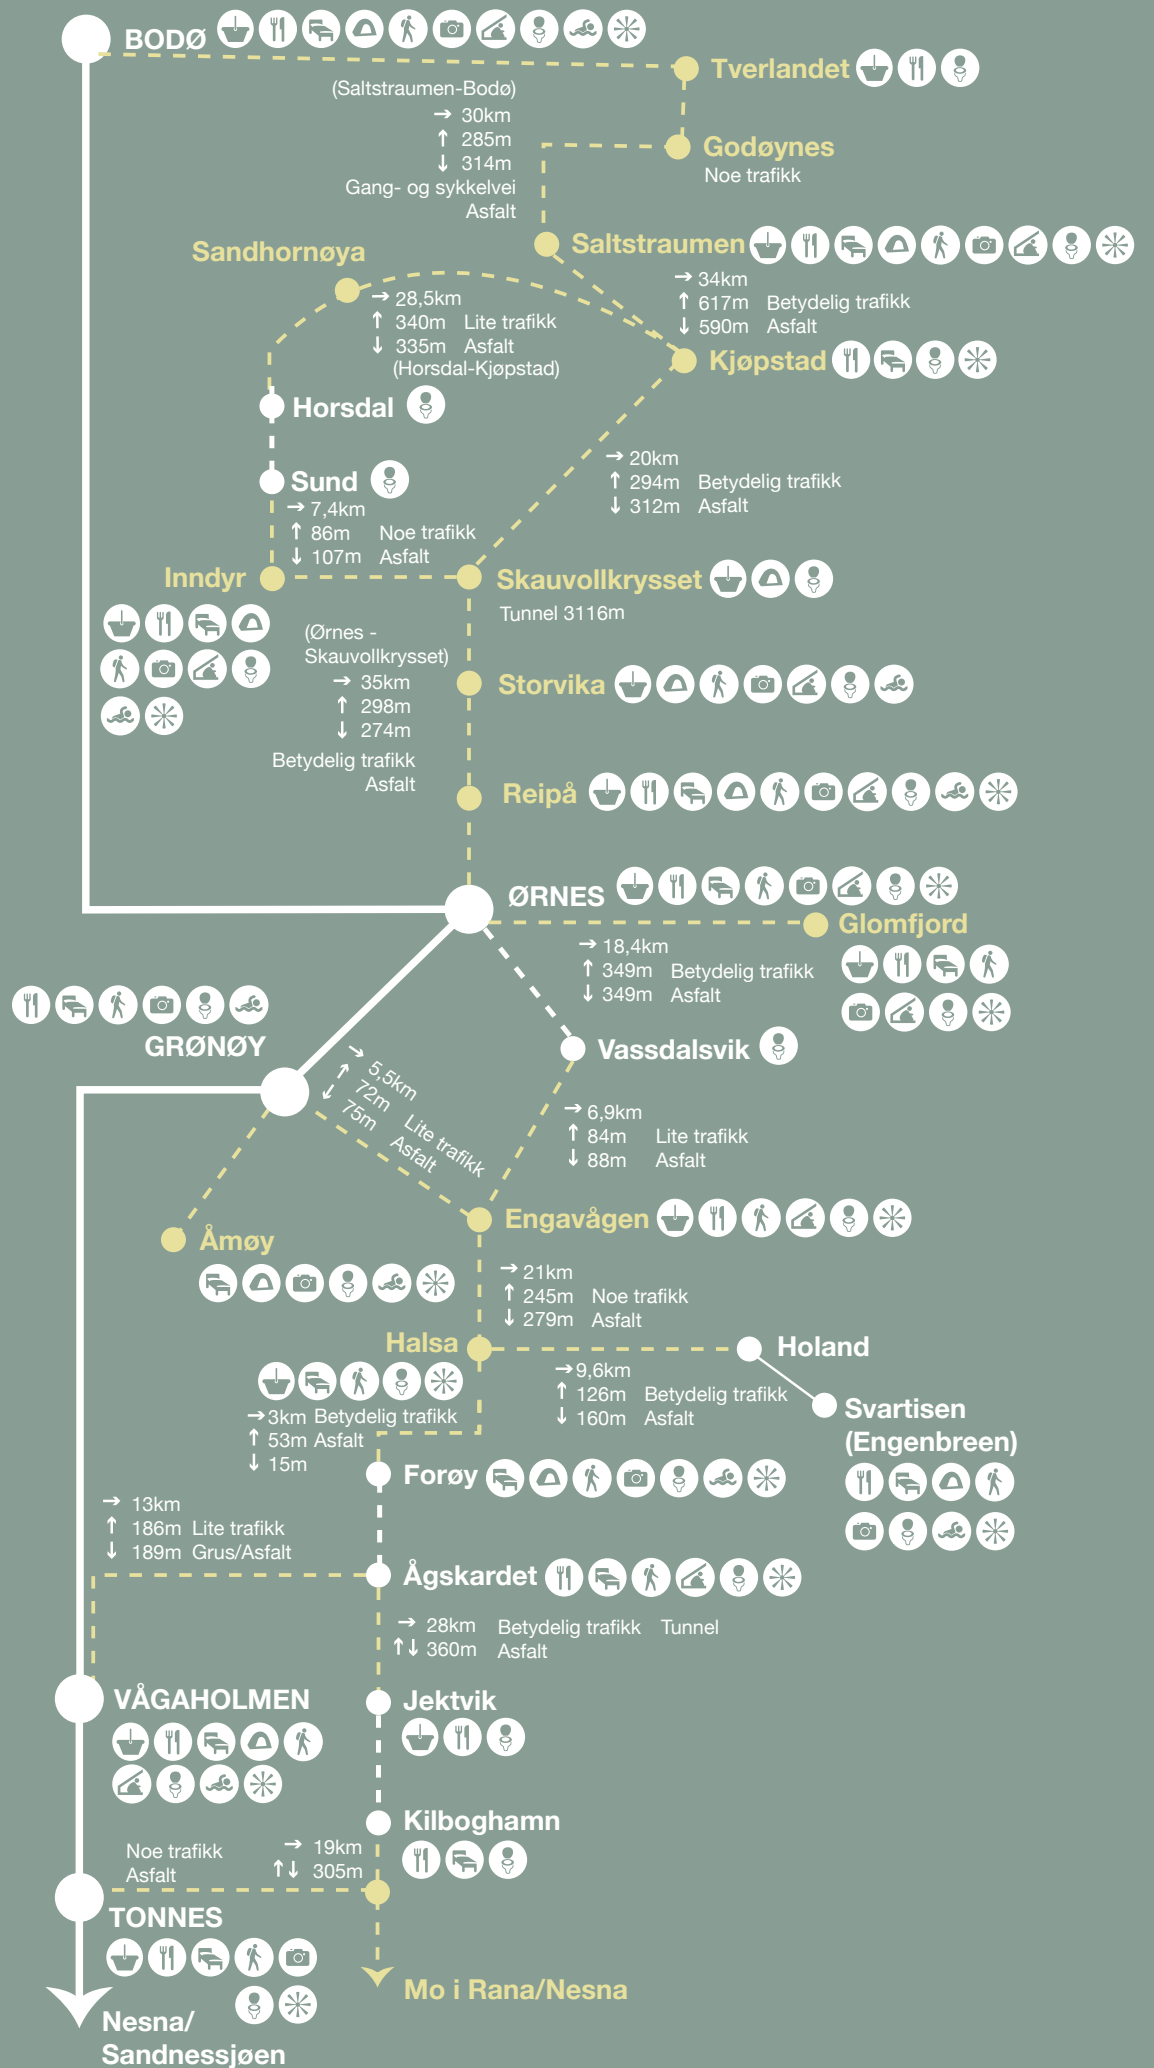 BODØ
Tverlandet
(Saltstraumen-Bodø)
→ 30km
↑ 285m
↓ 314m
Gang- og sykkelvei
Asfalt
Godøynes
Noe trafikk
Saltstraumen
→ 34km
↑ 617m Betydelig trafikk
↓ 590m Asfalt
Sandhornøya
→ 28,5km
↑ 340m Lite trafikk
↓ 335m Asfalt
(Horsdal-Kjøpstad)
Kjøpstad
Horsdal
→ 20km
↑ 294m Betydelig trafikk
↓ 312m Asfalt
Sund
→ 7,4km
↑ 86m Noe trafikk
↓ 107m Asfalt
Inndyr
Skauvollkrysset
Tunnel 3116m
(Ørnes -
Skauvollkrysset)
→ 35km
↑ 298m
↓ 274m
Betydelig trafikk
Asfalt
Storvika
Reipå
ØRNES
Glomfjord
→ 18,4km
↑ 349m Betydelig trafikk
↓ 349m Asfalt
GRØNØY
Vassdalsvik
→ 5,5km
↑ 72m Lite trafikk
↓ 75m Asfalt
→ 6,9km
↑ 84m Lite trafikk
↓ 88m Asfalt
Engavågen
Åmøy
→ 21km
↑ 245m Noe trafikk
↓ 279m Asfalt
Halsa
Holand
→ 9,6km
↑ 126m Betydelig trafikk
↓ 160m Asfalt
Svartisen
(Engenbreen)
→ 3km Betydelig trafikk
↑ 53m Asfalt
↓ 15m
Forøy
→ 13km
↑ 186m Lite trafikk
↓ 189m Grus/Asfalt
Ågskardet
→ 28km Betydelig trafikk Tunnel
↑↓ 360m Asfalt
VÅGAHOLMEN
Jektvik
Kilboghamn
Noe trafikk → 19km
Asfalt ↑↓ 305m
TONNES
Mo i Rana/Nesna
Nesna/
Sandnessjøen